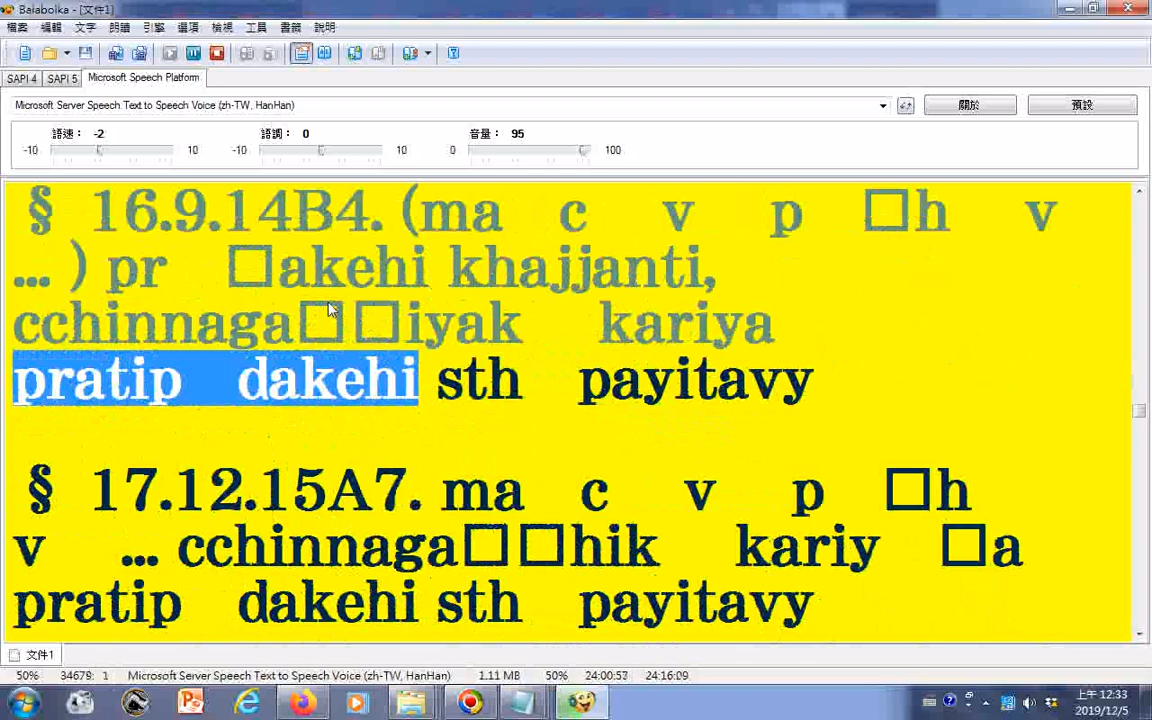 Balabolka - [文件1]
檔案 編輯 文字 朗讀 引擎 選項 檢視 工具 書籤 說明
SAPI 4 SAPI 5 Microsoft Speech Platform
Microsoft Server Speech Text to Speech Voice (zh-TW, HanHan) 關於 預設
語速： -2 語調： 0 音量： 95
-10 10 -10 10 0 100
§ 16.9.14B4. (ma c v p □h v
... ) pr □akehi khajjanti,
cchinnaga□□iyak kariya
pratip dakehi sth payitavy
§ 17.12.15A7. ma c v p □h
v ... cchinnaga□□hik kariy □a
pratip dakehi sth payitavy
文件1
50% 34679: 1 Microsoft Server Speech Text to Speech Voice (zh-TW, HanHan) 1.11 MB 50% 24:00:57 24:16:09
上午 12:33
2019/12/5